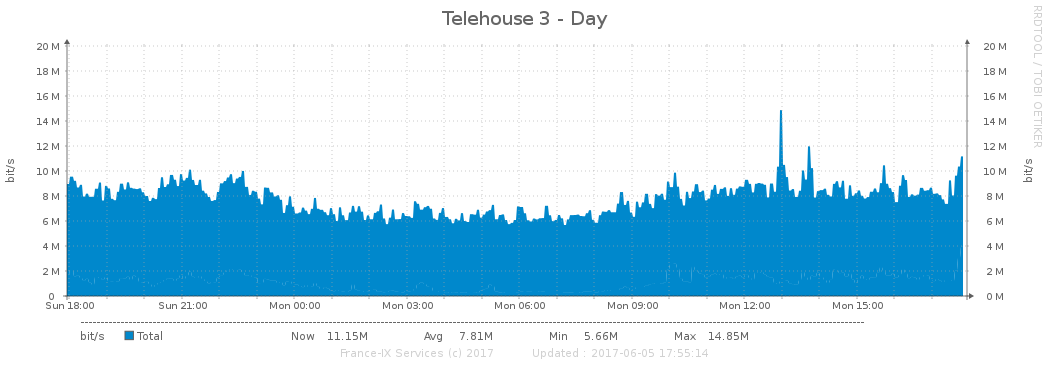 Telehouse 3 - Day
RRDTOOL / TOBI OETIKER
bit/s
bit/s
20 M 20 M
18 M 18 M
16 M 16 M
14 M 14 M
12 M 12 M
10 M 10 M
8 M 8 M
6 M 6 M
4 M 4 M
2 M 2 M
0 0 M
Sun 18:00 Sun 21:00 Mon 00:00 Mon 03:00 Mon 06:00 Mon 09:00 Mon 12:00 Mon 15:00
bit/s Total Now 11.15M Avg 7.81M Min 5.66M Max 14.85M
France-IX Services (c) 2017 Updated : 2017-06-05 17:55:14